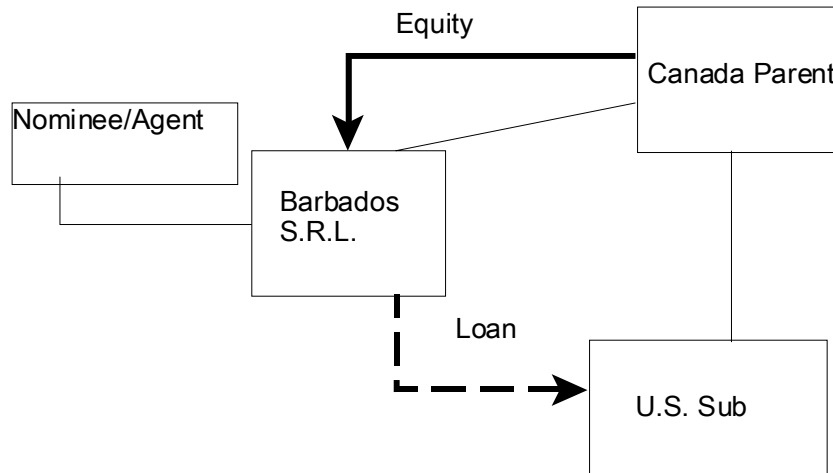 Equity
Canada Parent
Nominee/Agent
Barbados
S.R.L.
Loan
U.S. Sub